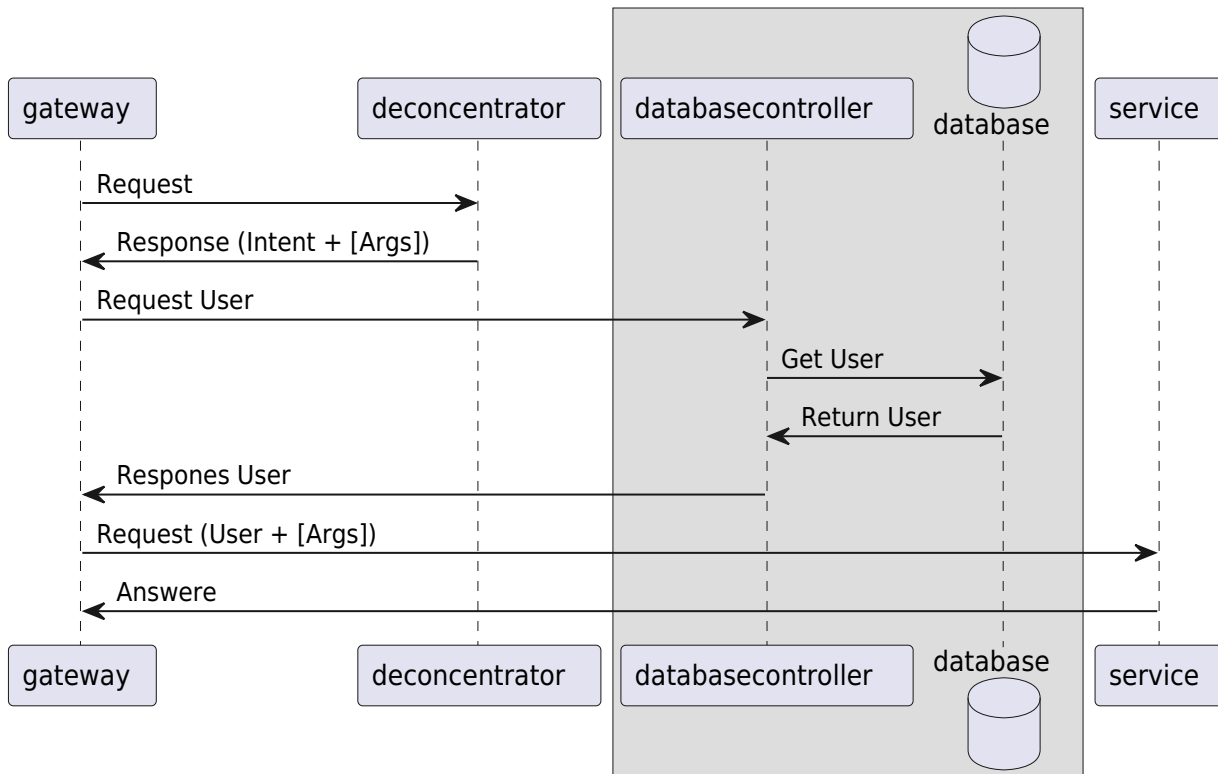 gateway
deconcentrator
databasecontroller
database
service
Request
Response (Intent + [Args])
Request User
Get User
Return User
Respones User
Request (User + [Args])
Answere
gateway
deconcentrator
databasecontroller
database
service